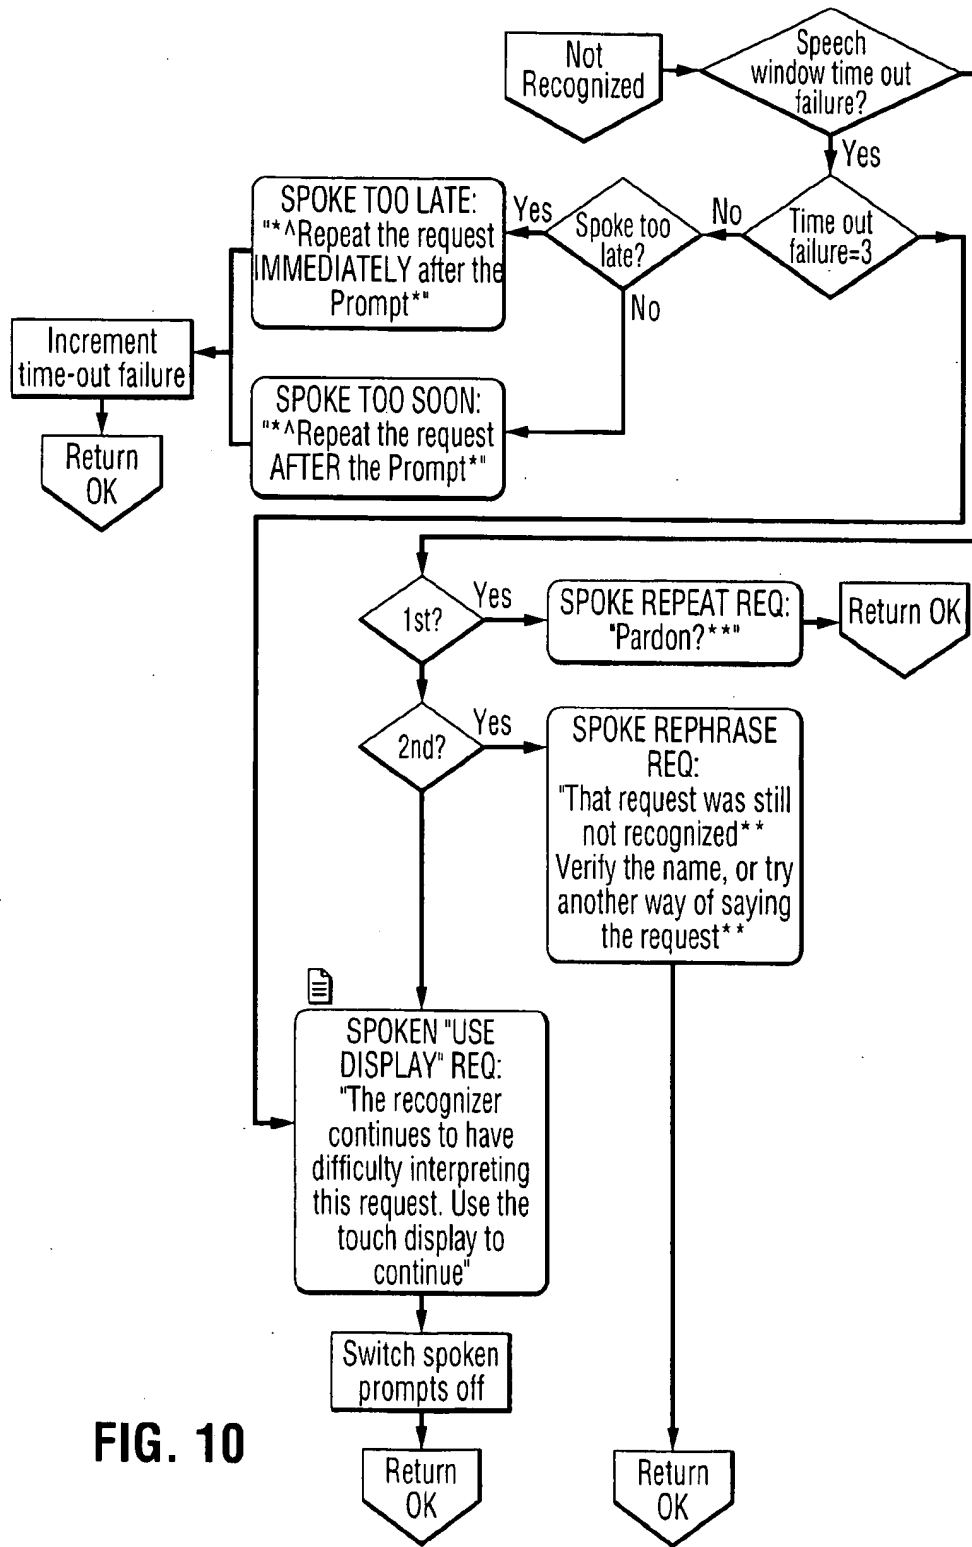 Not
Recognized
Speech
window time out
failure?
Yes
Time out
failure=3
No
Spoke too
late?
Yes
No
SPOKE TOO LATE:
"*^Repeat the request
IMMEDIATELY after the
Prompt*"
SPOKE TOO SOON:
"*^Repeat the request
AFTER the Prompt*"
Increment
time-out failure
Return
OK
1st?
Yes
SPOKE REPEAT REQ:
"Pardon?**"
Return OK
2nd?
Yes
SPOKE REPHRASE
REQ:
"That request was still
not recognized**
Verify the name, or try
another way of saying
the request**
SPOKEN "USE
DISPLAY" REQ:
"The recognizer
continues to have
difficulty interpreting
this request. Use the
touch display to
continue"
Switch spoken
prompts off
Return
OK
Return
OK
FIG. 10